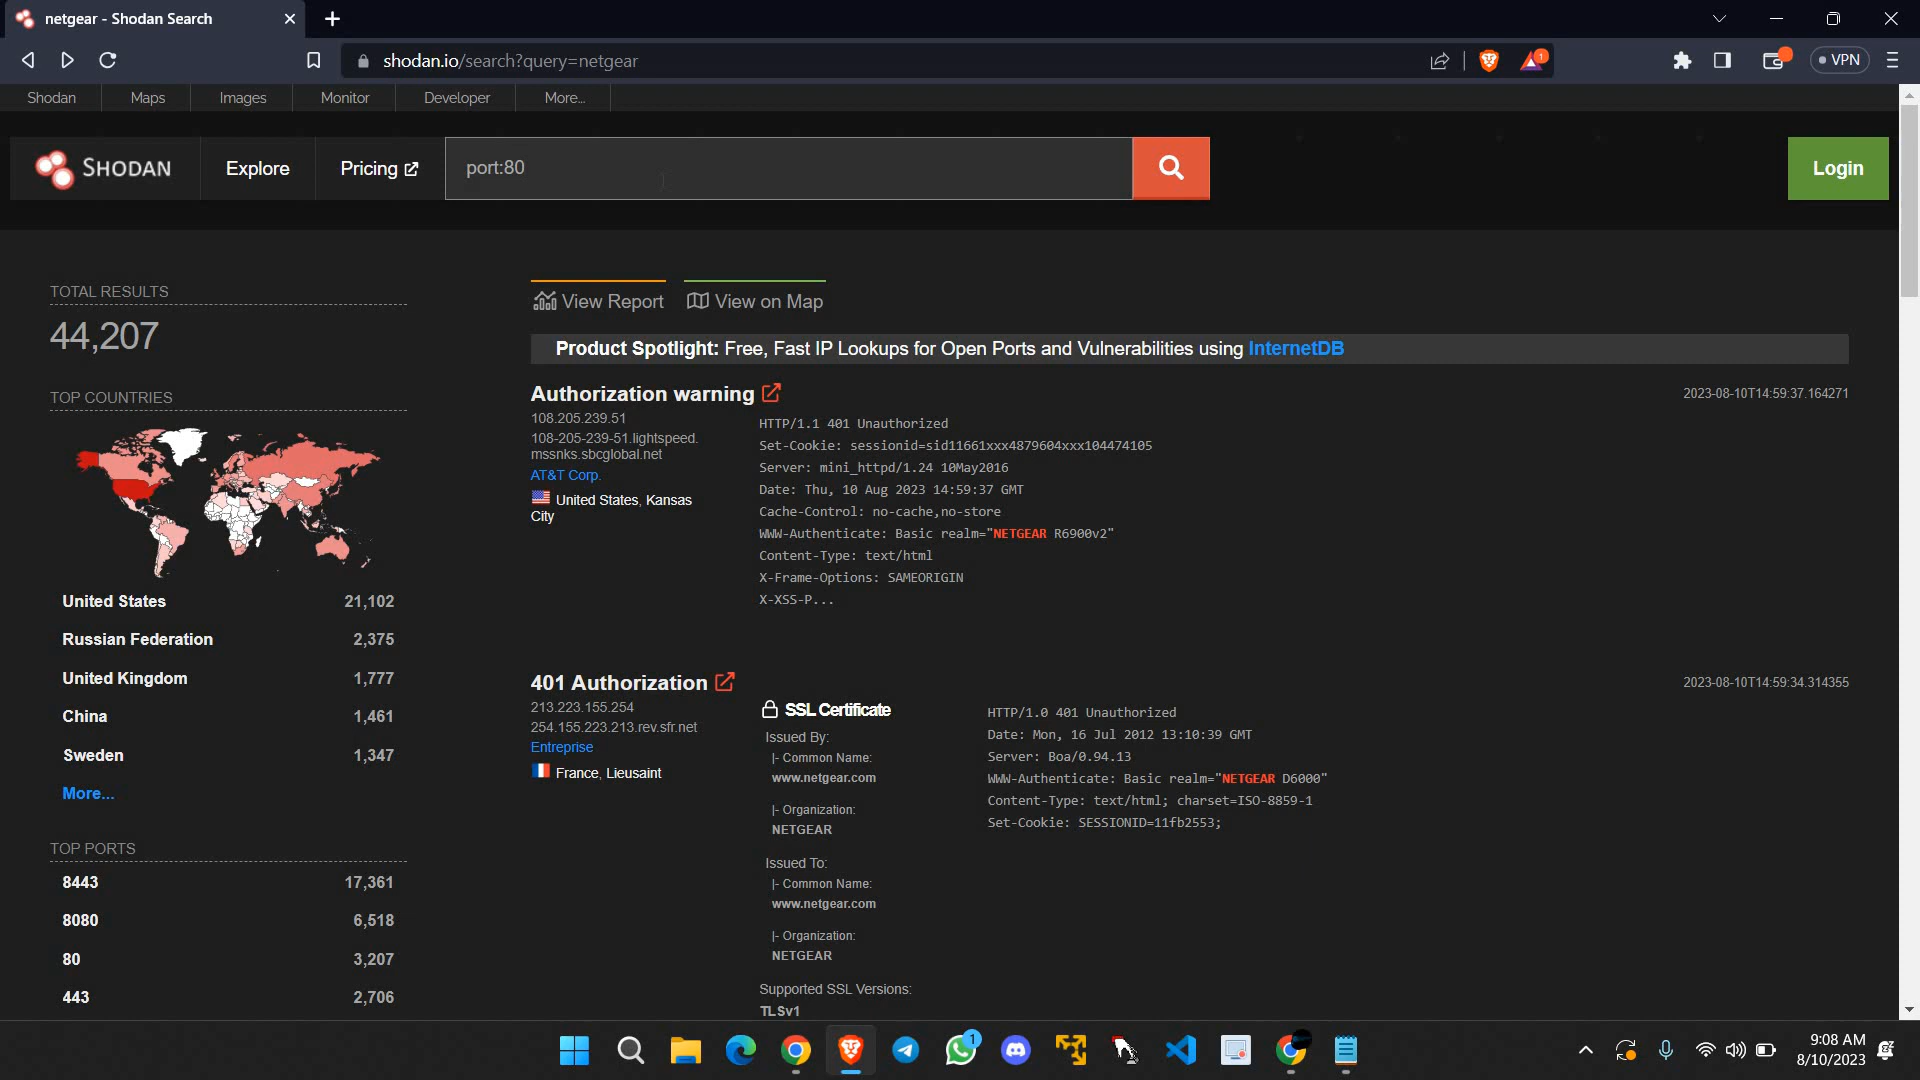 netgear - Shodan Search
shodan.io/search?query=netgear
1
VPN
Shodan
Maps
Images
Monitor
Developer
More...
SHODAN
Explore
Pricing
port:80
Login
TOTAL RESULTS
44,207
TOP COUNTRIES
United States 21,102
Russian Federation 2,375
United Kingdom 1,777
China 1,461
Sweden 1,347
More...
TOP PORTS
8443 17,361
8080 6,518
80 3,207
443 2,706
View Report
View on Map
Product Spotlight: Free, Fast IP Lookups for Open Ports and Vulnerabilities using InternetDB
Authorization warning
2023-08-10T14:59:37.164271
108.205.239.51
108-205-239-51.lightspeed.
mssnks.sbcglobal.net
AT&T Corp.
United States, Kansas
City
HTTP/1.1 401 Unauthorized
Set-Cookie: sessionid=sid11661xxx4879604xxx104474105
Server: mini_httpd/1.24 10May2016
Date: Thu, 10 Aug 2023 14:59:37 GMT
Cache-Control: no-cache,no-store
WWW-Authenticate: Basic realm="NETGEAR R6900v2"
Content-Type: text/html
X-Frame-Options: SAMEORIGIN
X-XSS-P...
401 Authorization
2023-08-10T14:59:34.314355
213.223.155.254
254.155.223.213.rev.sfr.net
Entreprise
France, Lieusaint
SSL Certificate
Issued By:
|- Common Name:
www.netgear.com
|- Organization:
NETGEAR
Issued To:
|- Common Name:
www.netgear.com
|- Organization:
NETGEAR
Supported SSL Versions:
TLSv1
HTTP/1.0 401 Unauthorized
Date: Mon, 16 Jul 2012 13:10:39 GMT
Server: Boa/0.94.13
WWW-Authenticate: Basic realm="NETGEAR D6000"
Content-Type: text/html; charset=ISO-8859-1
Set-Cookie: SESSIONID=11fb2553;
1
9:08 AM
8/10/2023